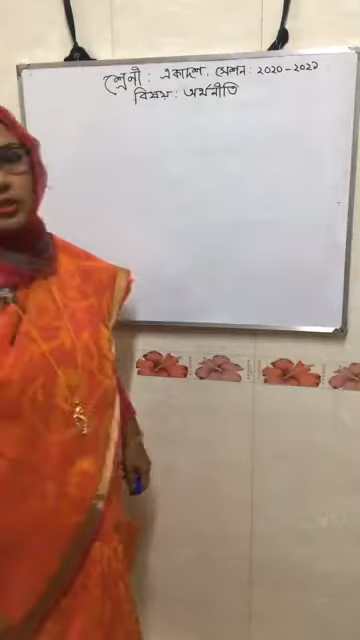 শ্রেনী : একাদশ, সেশন : ২০২০-২০২১
বিষয় : অর্থনীতি